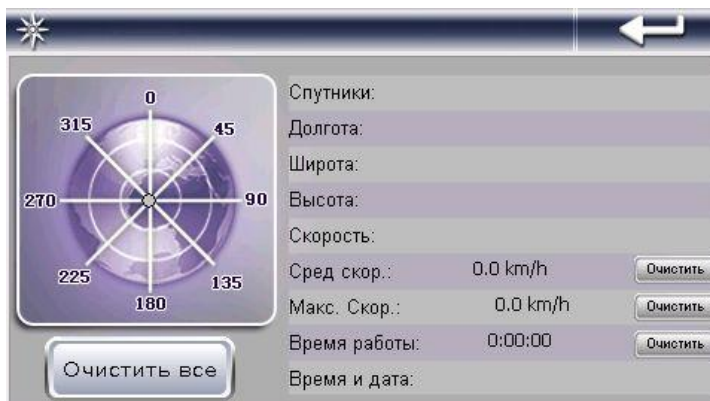 0
45
90
135
180
225
270
315
Очистить все
Спутники:
Долгота:
Широта:
Высота:
Скорость:
Сред скор.: 0.0 km/h Очистить
Макс. Скор.: 0.0 km/h Очистить
Время работы: 0:00:00 Очистить
Время и дата: